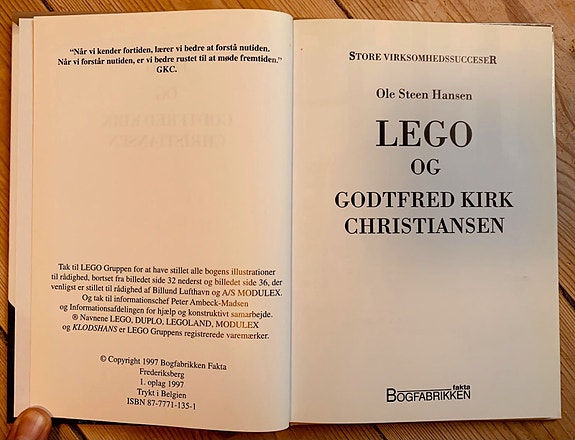 "Når vi kender fortiden, lærer vi bedre at forstå nutiden.
Når vi forstår nutiden, er vi bedre rustet til at møde fremtiden."
GKC.
Tak til LEGO Gruppen for at have stillet alle bogens illustrationer
til rådighed, bortset fra billedet side 32 nederst og billedet side 36, der
venligst er stillet til rådighed af Billund Lufthavn og A/S MODULEX.
Og tak til informationschef Peter Ambeck-Madsen
og Informationsafdelingen for hjælp og konstruktivt samarbejde.
® Navnene LEGO, DUPLO, LEGOLAND, MODULEX
og KLODSHANS er LEGO Gruppens registrerede varemærker.
© Copyright 1997 Bogfabrikken Fakta
Frederiksberg
1. oplag 1997
Trykt i Belgien
ISBN 87-7771-135-1
STORE VIRKSOMHEDSSUCCESER
Ole Steen Hansen
LEGO
OG
GODTFRED KIRK
CHRISTIANSEN
fakta
BOGFABRIKKEN